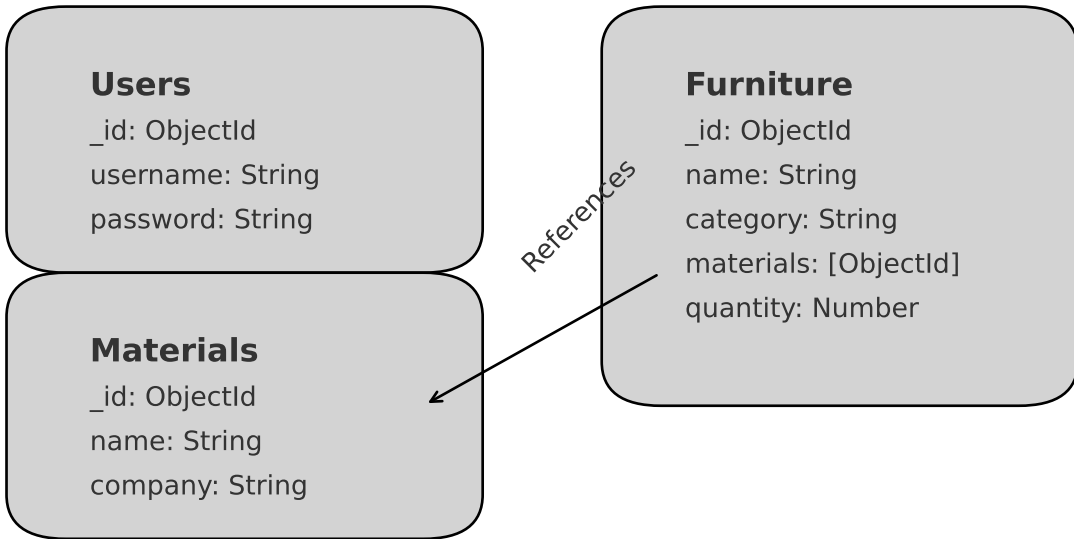 Users
_id: ObjectId
username: String
password: String
Materials
_id: ObjectId
name: String
company: String
References
Furniture
_id: ObjectId
name: String
category: String
materials: [ObjectId]
quantity: Number